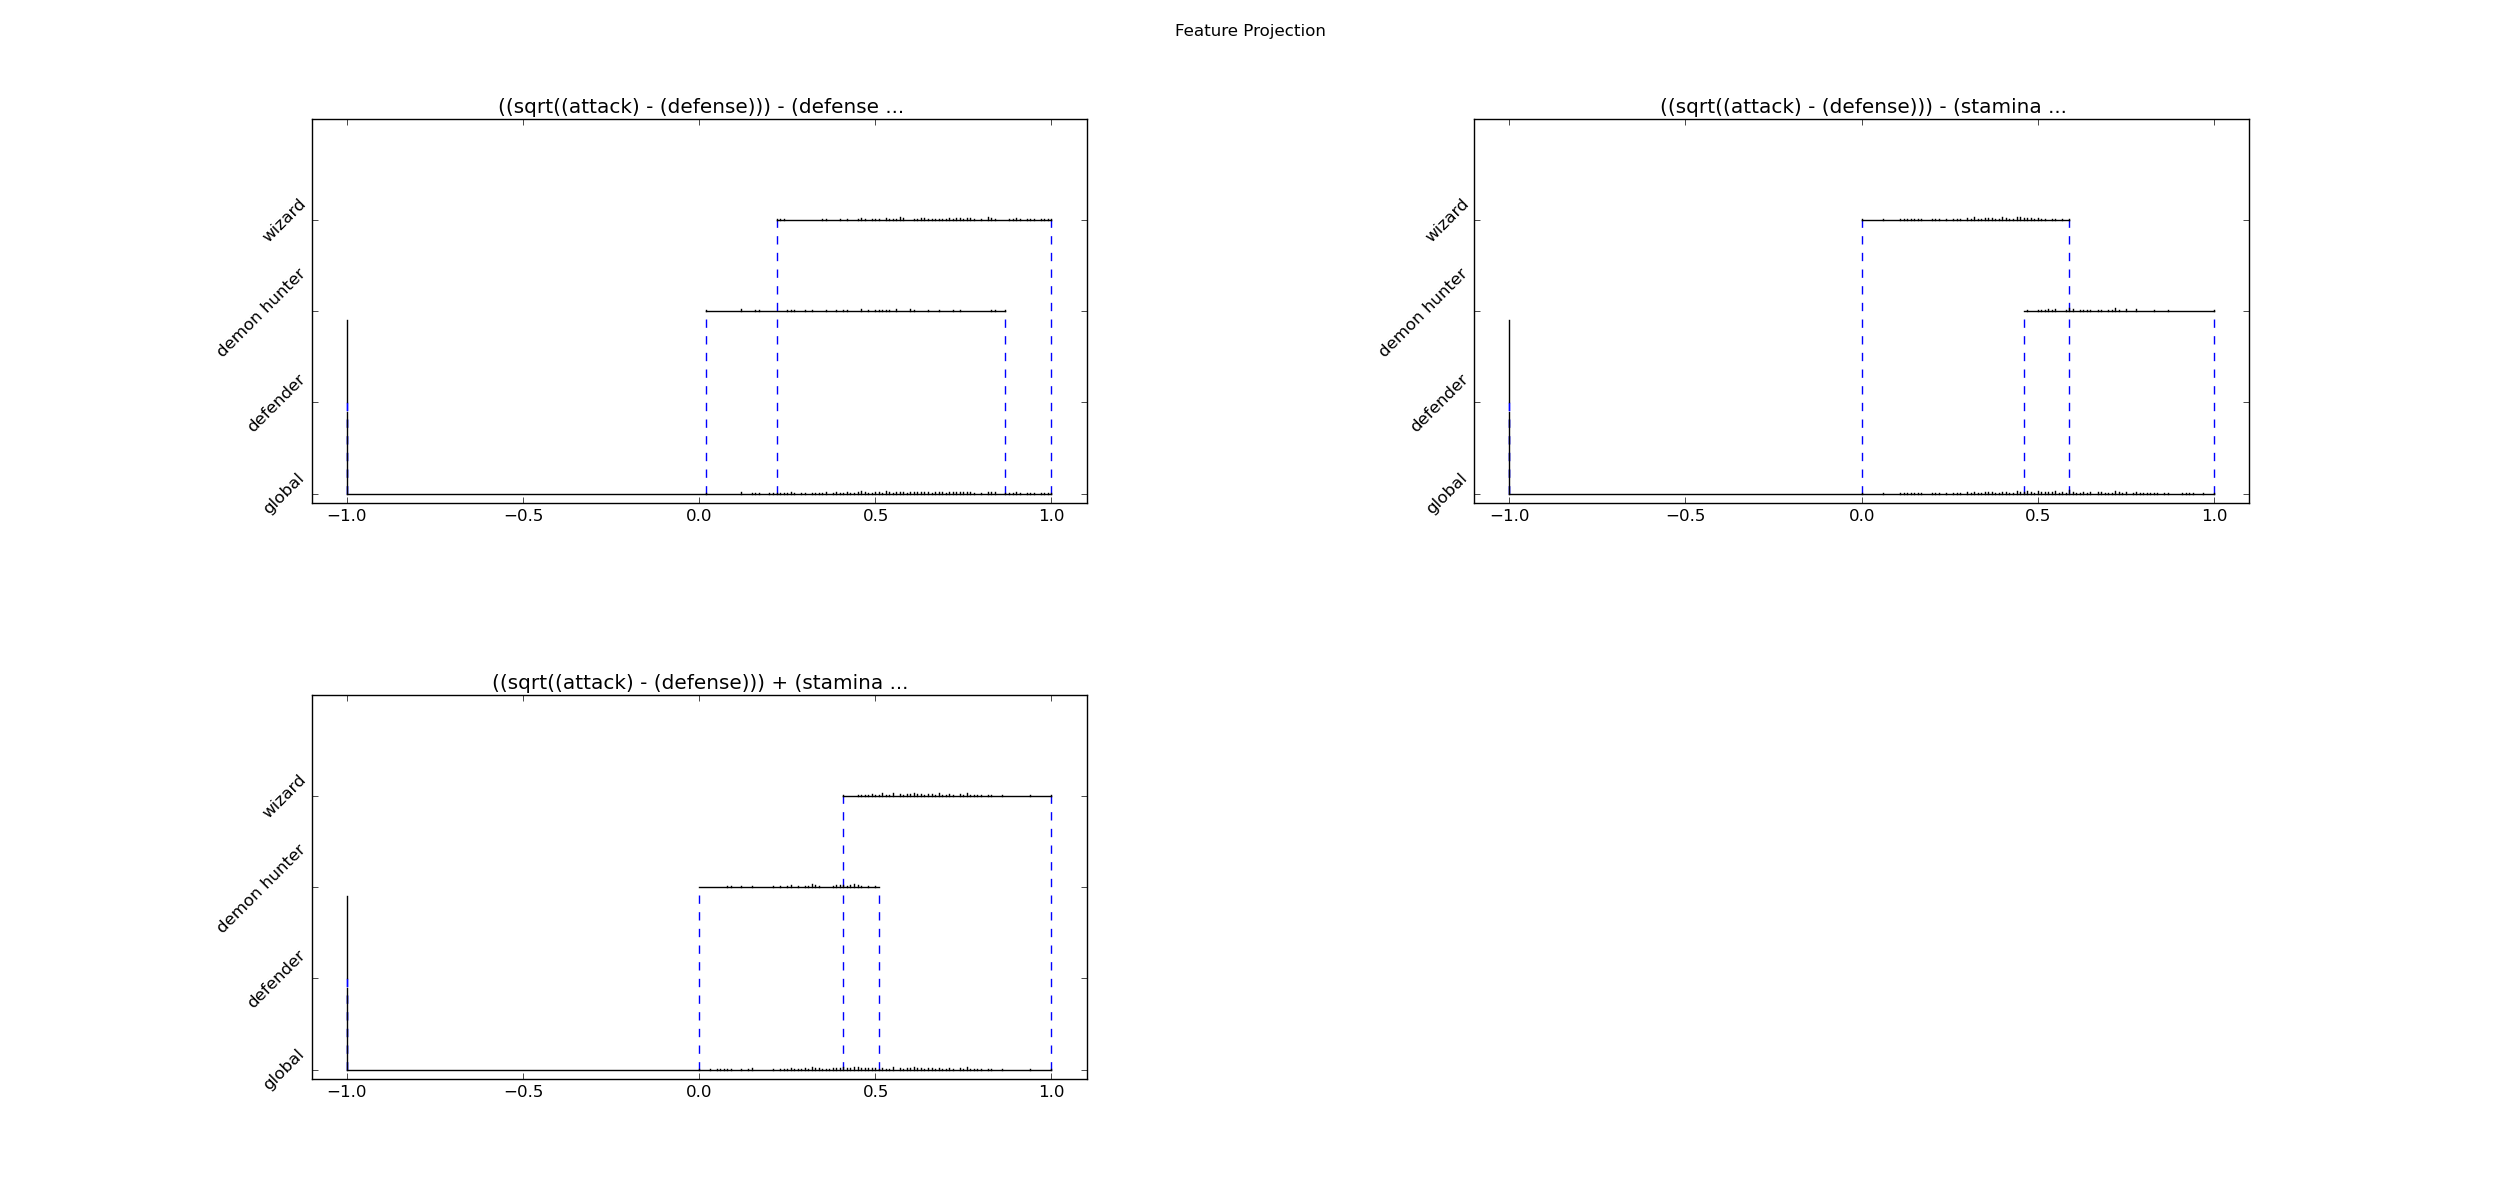 Feature Projection
((sqrt((attack) - (defense))) - (defense ...
wizard
demon hunter
defender
global
−1.0 −0.5 0.0 0.5 1.0
((sqrt((attack) - (defense))) - (stamina ...
wizard
demon hunter
defender
global
−1.0 −0.5 0.0 0.5 1.0
((sqrt((attack) - (defense))) + (stamina ...
wizard
demon hunter
defender
global
−1.0 −0.5 0.0 0.5 1.0